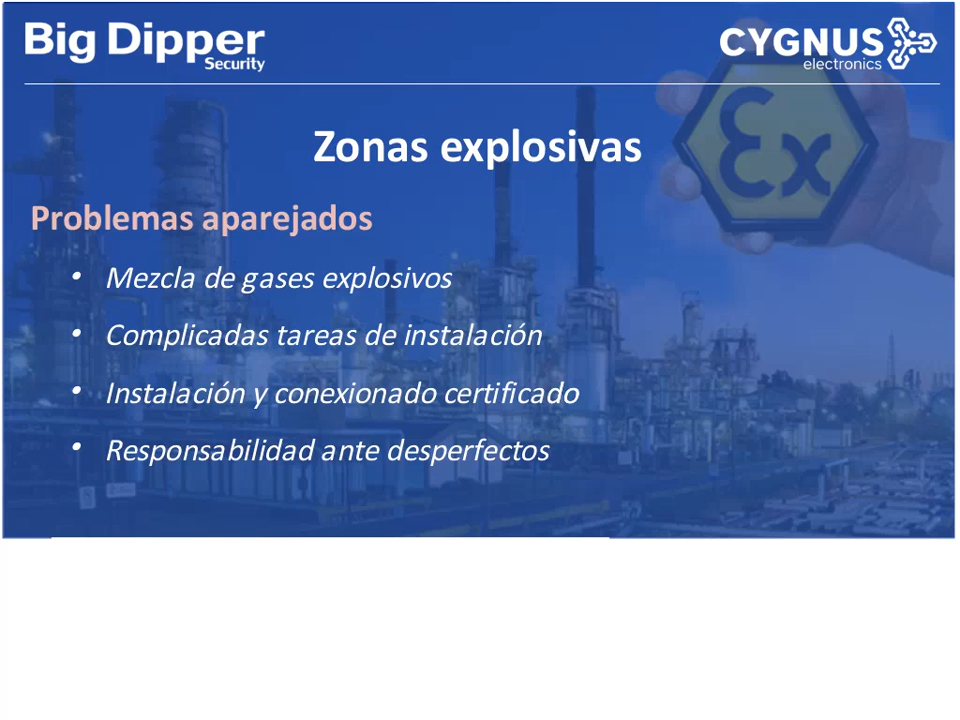 Big Dipper
Security
CYGNUS
electronics
Ex
Zonas explosivas
Problemas aparejados
• Mezcla de gases explosivos
• Complicadas tareas de instalación
• Instalación y conexionado certificado
• Responsabilidad ante desperfectos